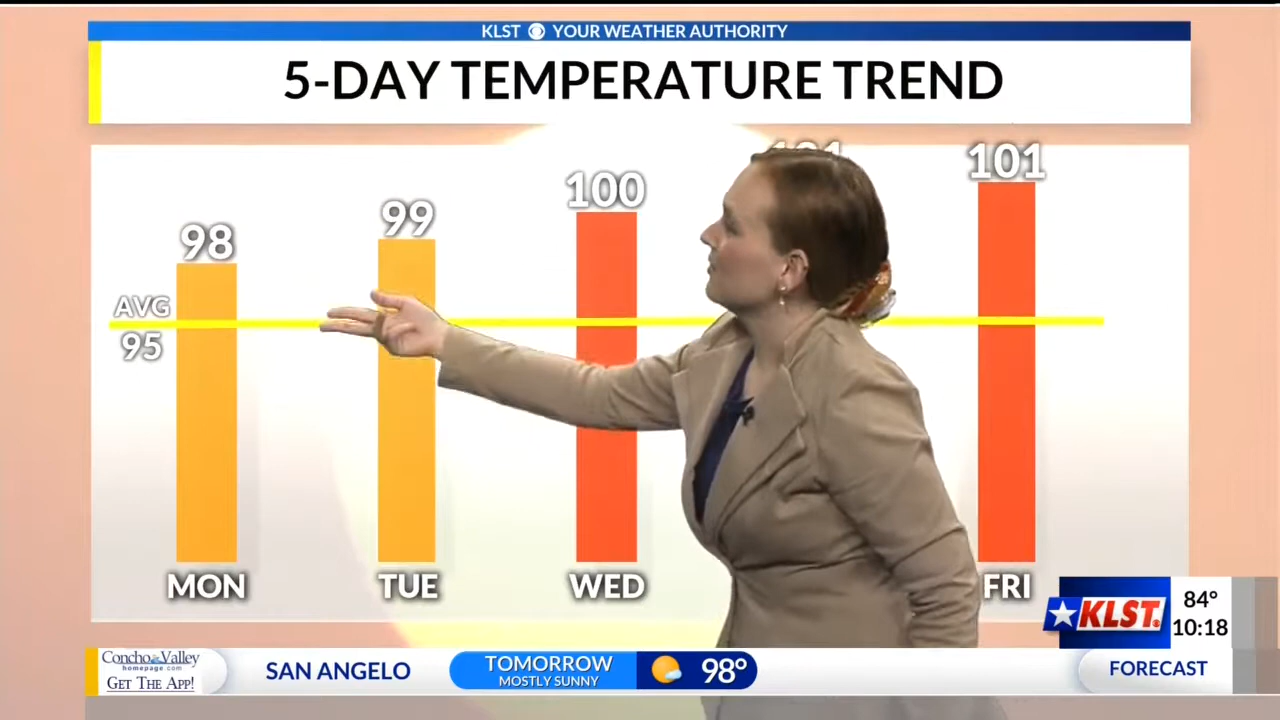 KLST YOUR WEATHER AUTHORITY
5-DAY TEMPERATURE TREND
98
99
100
101
AVG
95
MON
TUE
WED
FRI
KLST
84°
10:18
Concho Valley
homepage.com
GET THE APP!
SAN ANGELO
TOMORROW
MOSTLY SUNNY
98°
FORECAST